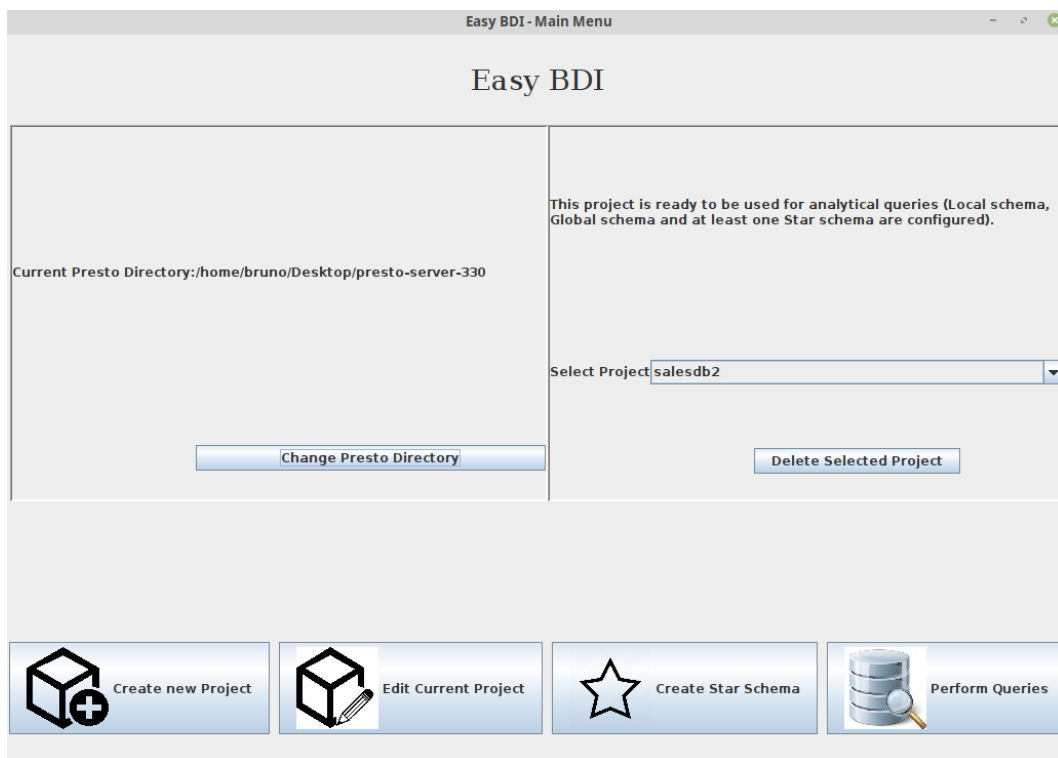 Easy BDI - Main Menu
Easy BDI
Current Presto Directory:/home/bruno/Desktop/presto-server-330
Change Presto Directory
This project is ready to be used for analytical queries (Local schema,
Global schema and at least one Star schema are configured).
Select Project salesdb2
Delete Selected Project
Create new Project
Edit Current Project
Create Star Schema
Perform Queries